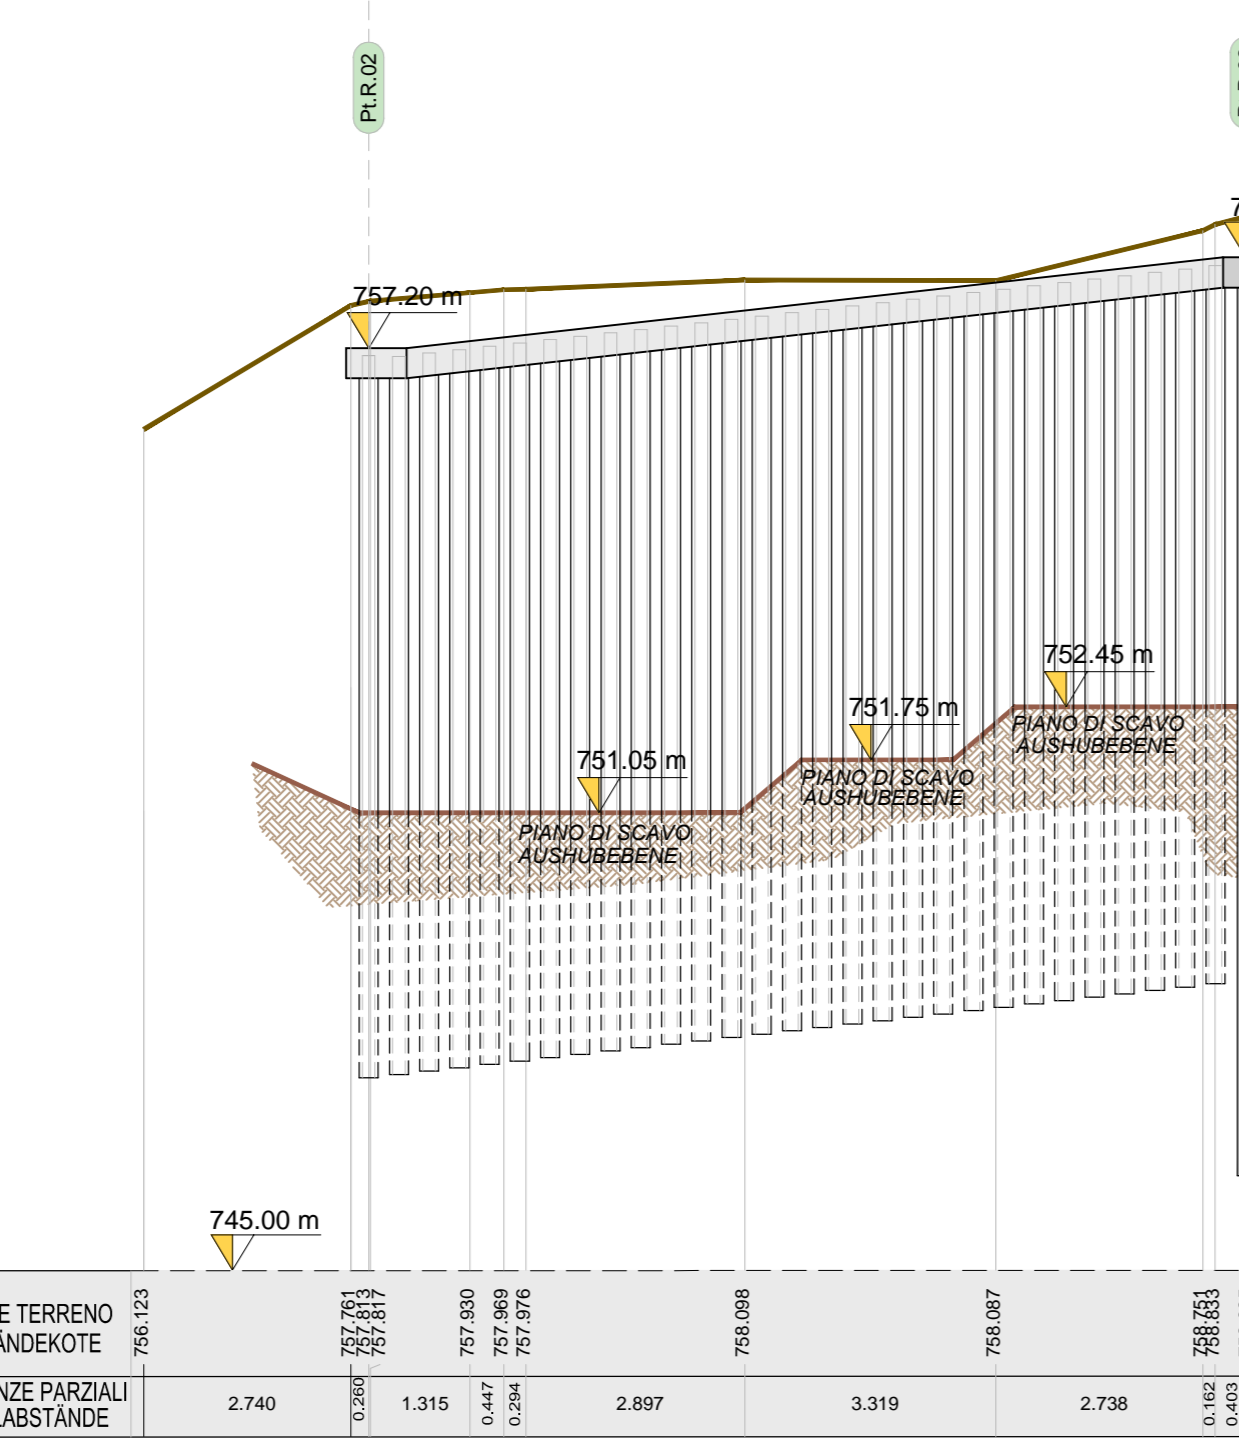 Pt.R.02
757.20 m
752.45 m
PIANO DI SCAVO
AUSHUBEBENE
751.75 m
PIANO DI SCAVO
AUSHUBEBENE
751.05 m
PIANO DI SCAVO
AUSHUBEBENE
745.00 m
E TERRENO
ÄNDEKOTE
756.123
757.761
757.813
757.817
757.930
757.969
757.976
758.098
758.087
758.751
758.833
NZE PARZIALI
LABSTÄNDE
2.740
0.260
1.315
0.447
0.294
2.897
3.319
2.738
0.162
0.403